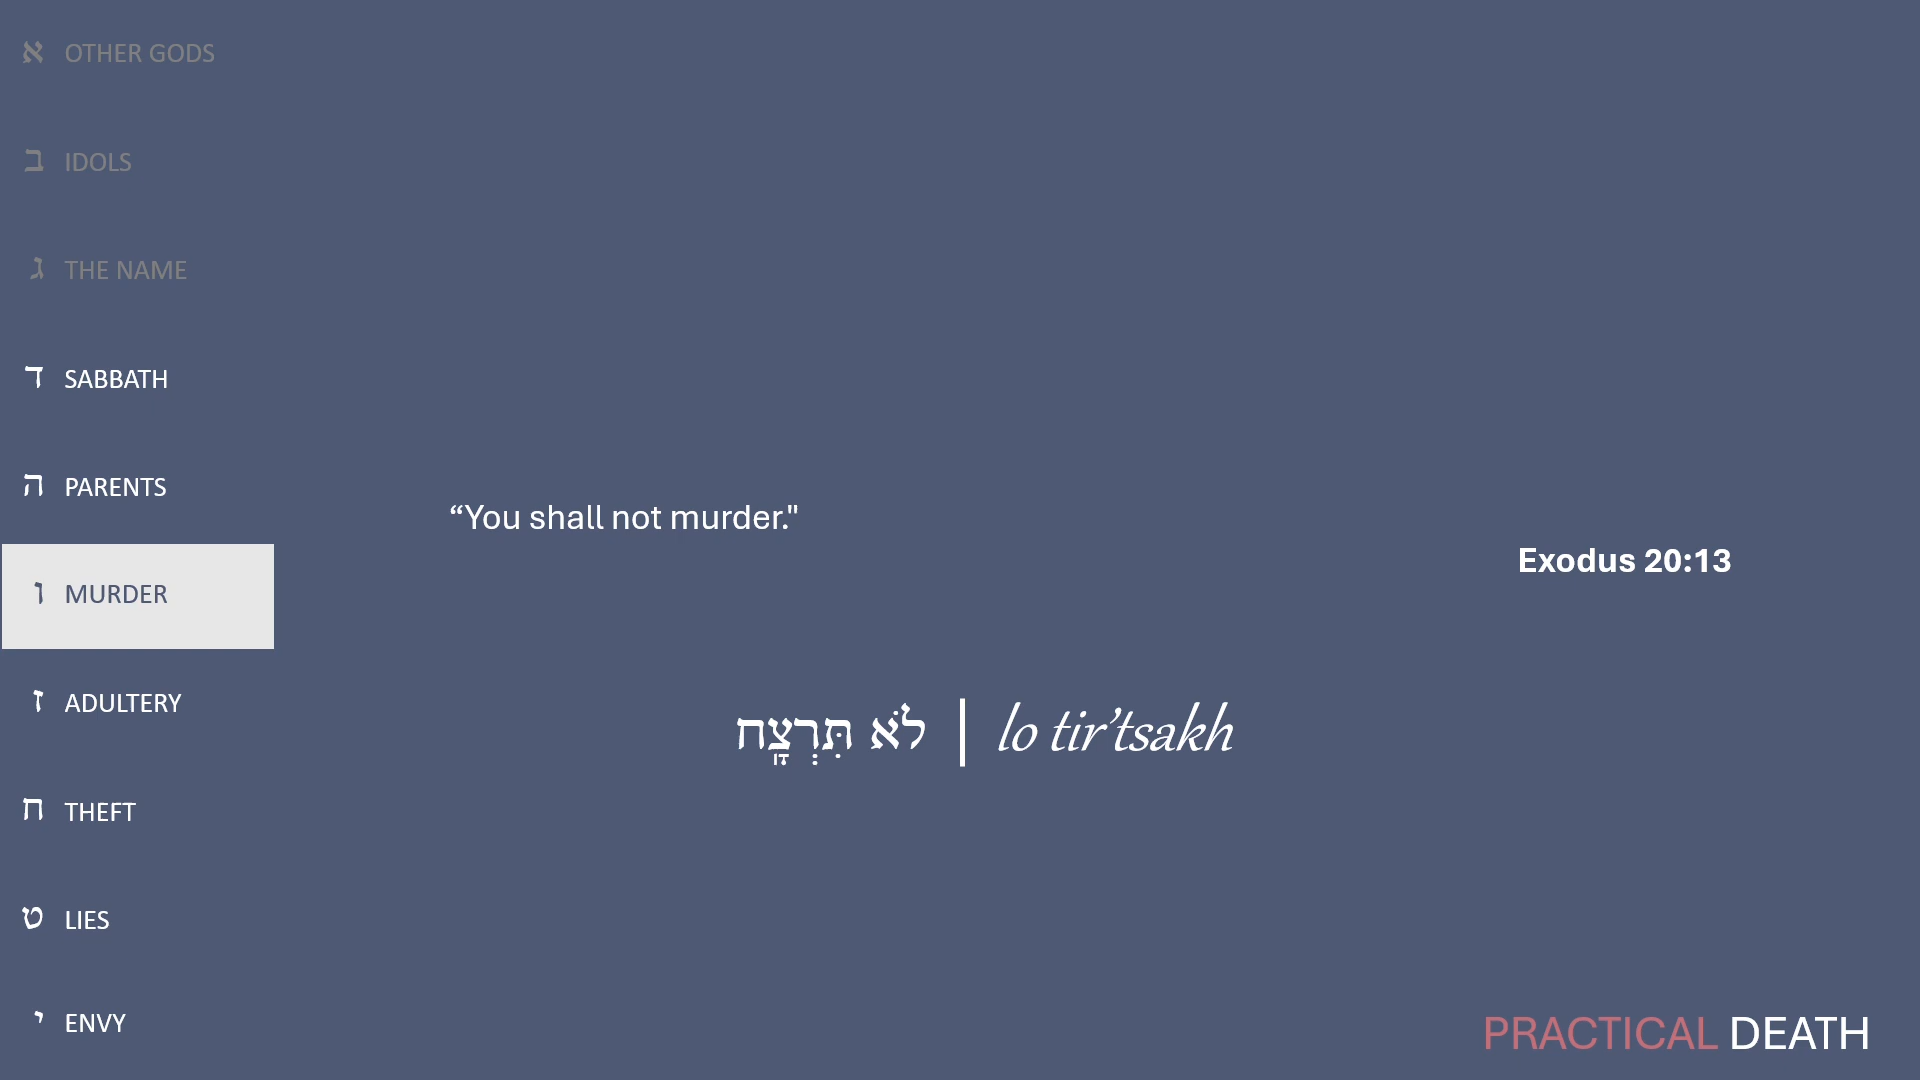 א OTHER GODS
ב IDOLS
ג THE NAME
ד SABBATH
ה PARENTS
ו MURDER
ז ADULTERY
ח THEFT
ט LIES
י ENVY
“You shall not murder."
Exodus 20:13
לֹא תִּרְצָֽח | lo tir’tsakh
PRACTICAL DEATH